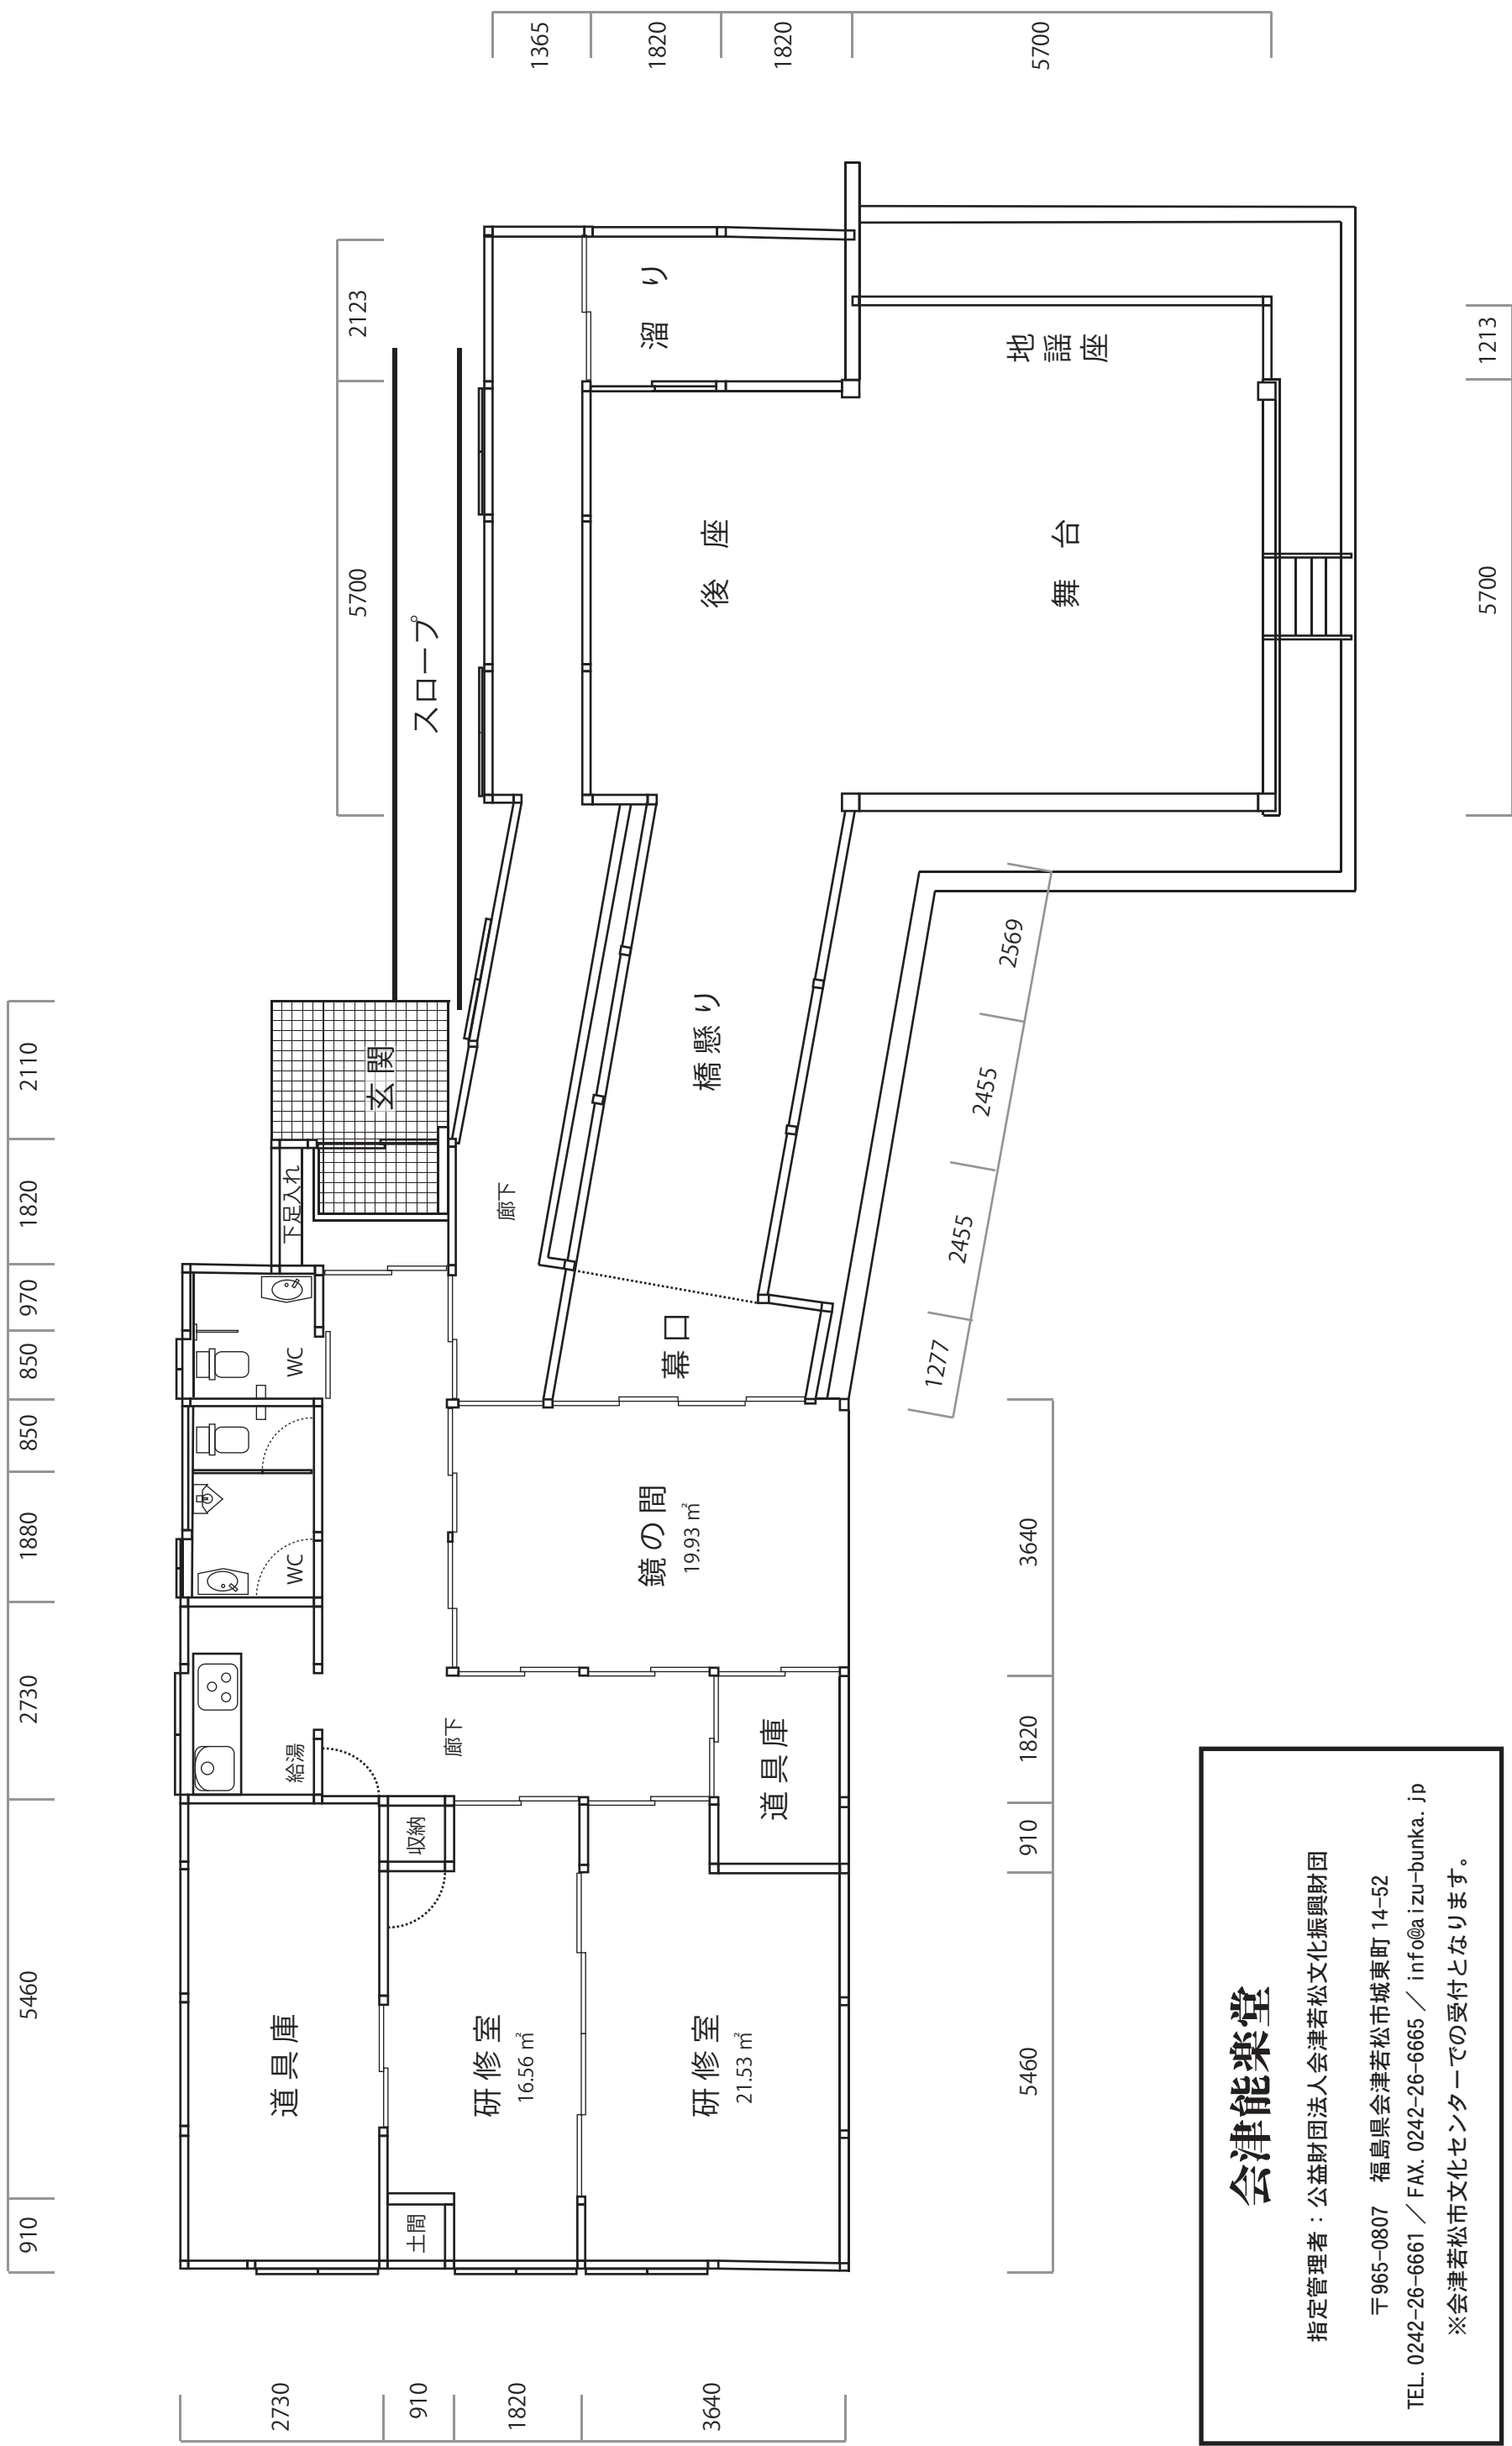 910
5460
2730
1880
850
850
970
1820
2110
2730
910
1820
3640
5700
2123
1365
1820
1820
5700
道具庫
給湯
WC
WC
下足入れ
玄関
スロープ
土間
収納
廊下
廊下
研修室
16.56 ㎡
鏡の間
19.93 ㎡
幕口
橋懸り
後座
溜り
研修室
21.53 ㎡
道具庫
舞台
地謡座
5460
910
1820
3640
1277
2455
2455
2569
5700
1213
会津能楽堂
指定管理者：公益財団法人会津若松文化振興財団
〒965-0807　福島県会津若松市城東町 14-52
TEL. 0242-26-6661 ／ FAX. 0242-26-6665 ／ info@aizu-bunka.jp
※会津若松市文化センターでの受付となります。